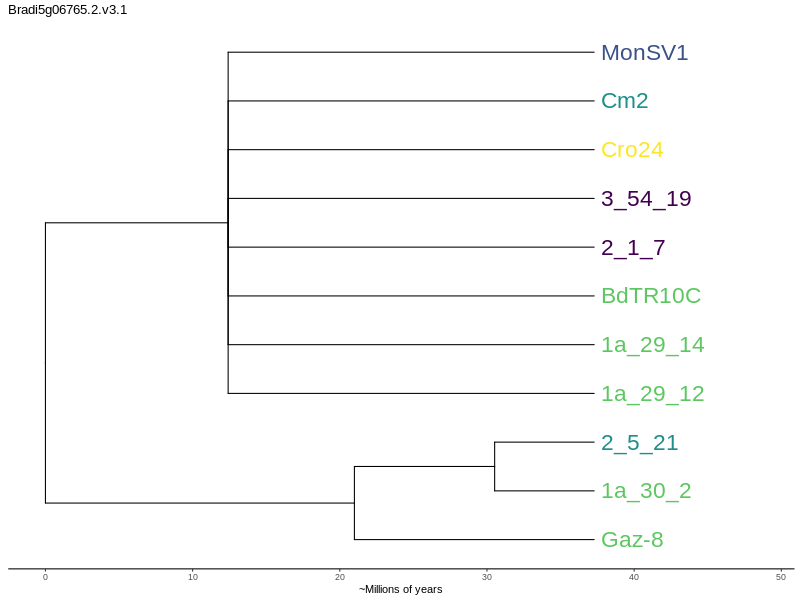 Bradi5g06765.2.v3.1
MonSV1
Cm2
Cro24
3_54_19
2_1_7
BdTR10C
1a_29_14
1a_29_12
2_5_21
1a_30_2
Gaz-8
0 10 20 30 40 50
~Millions of years